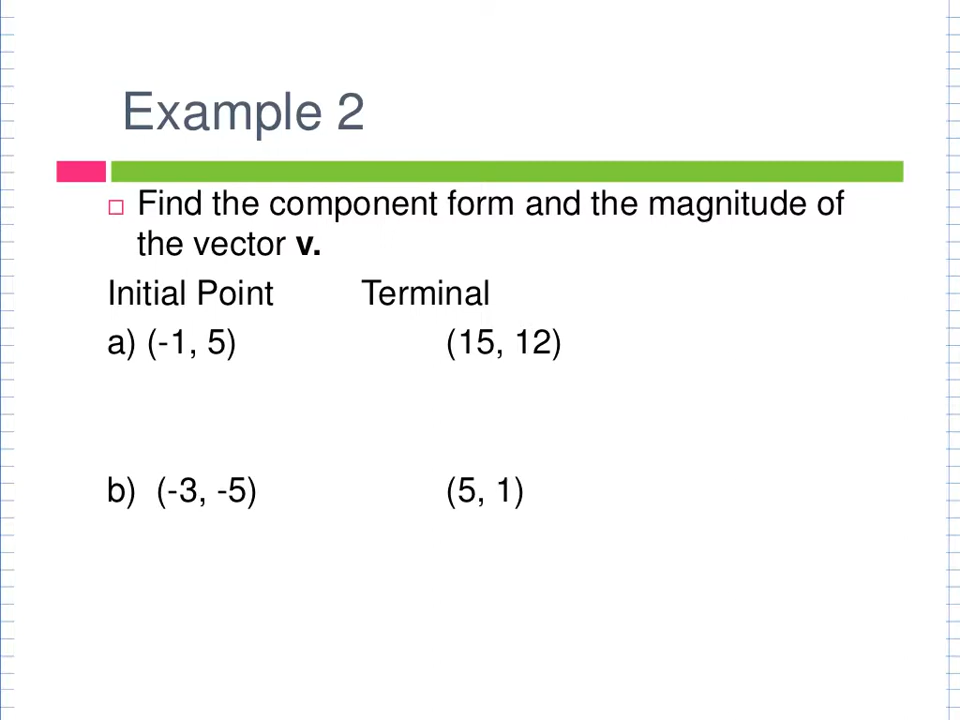 Example 2
Find the component form and the magnitude of
the vector v.
Initial Point Terminal
a) (-1, 5) (15, 12)
b) (-3, -5) (5, 1)